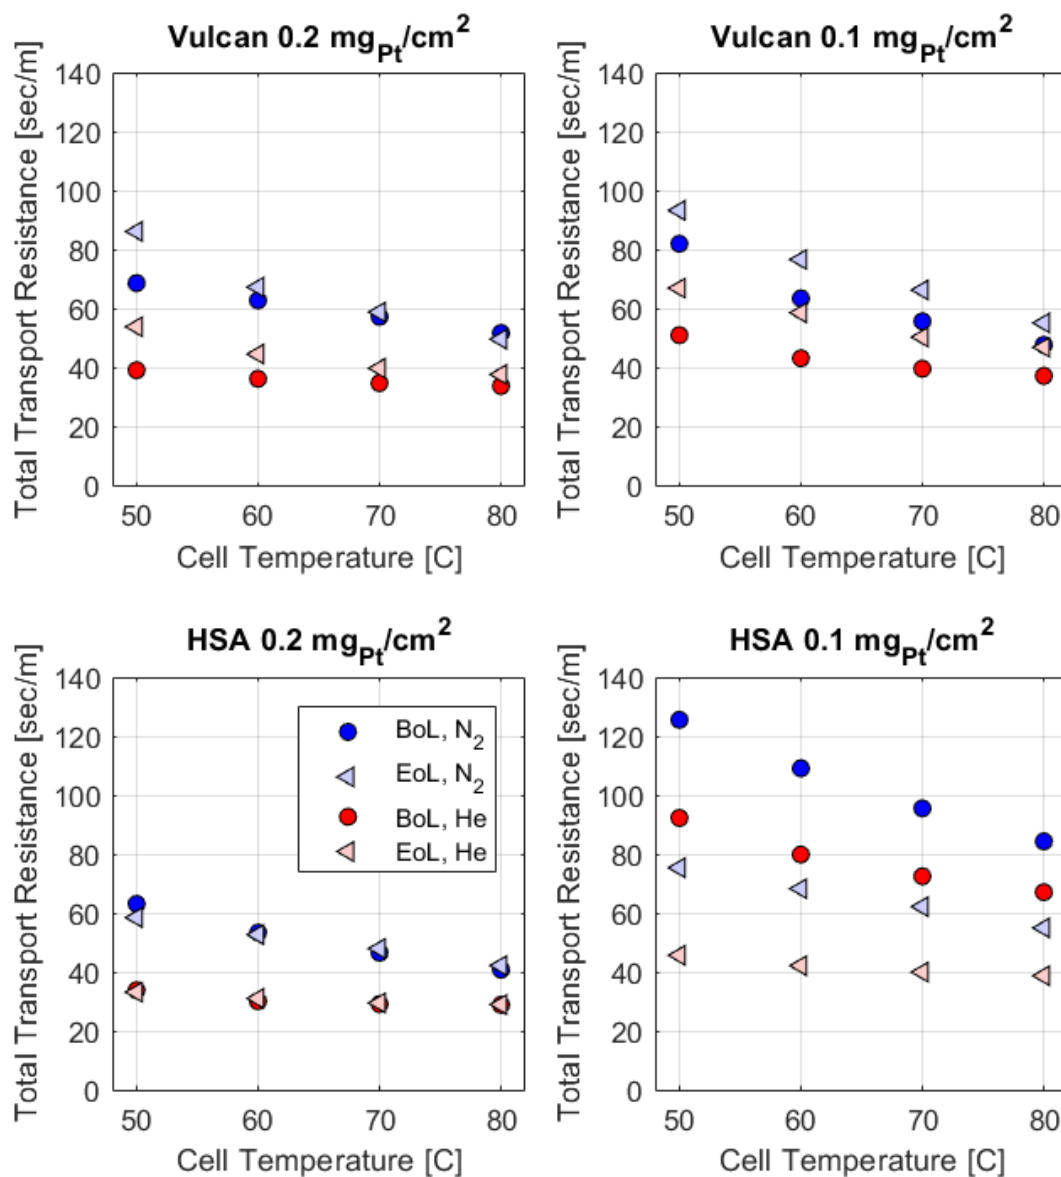 Vulcan 0.2 mg_Pt/cm²
Total Transport Resistance [sec/m]
140
120
100
80
60
40
20
0
50 60 70 80
Cell Temperature [C]
Vulcan 0.1 mg_Pt/cm²
Total Transport Resistance [sec/m]
140
120
100
80
60
40
20
0
50 60 70 80
Cell Temperature [C]
HSA 0.2 mg_Pt/cm²
Total Transport Resistance [sec/m]
140
120
100
80
60
40
20
0
BoL, N₂
EoL, N₂
BoL, He
EoL, He
50 60 70 80
Cell Temperature [C]
HSA 0.1 mg_Pt/cm²
Total Transport Resistance [sec/m]
140
120
100
80
60
40
20
0
50 60 70 80
Cell Temperature [C]